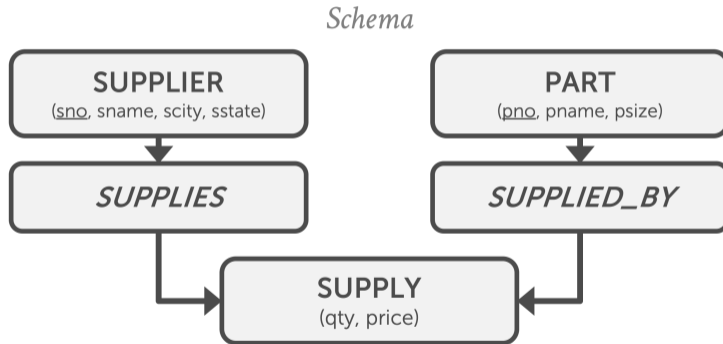 Schema
SUPPLIER
(sno, sname, scity, sstate)
PART
(pno, pname, psize)
SUPPLIES
SUPPLIED_BY
SUPPLY
(qty, price)